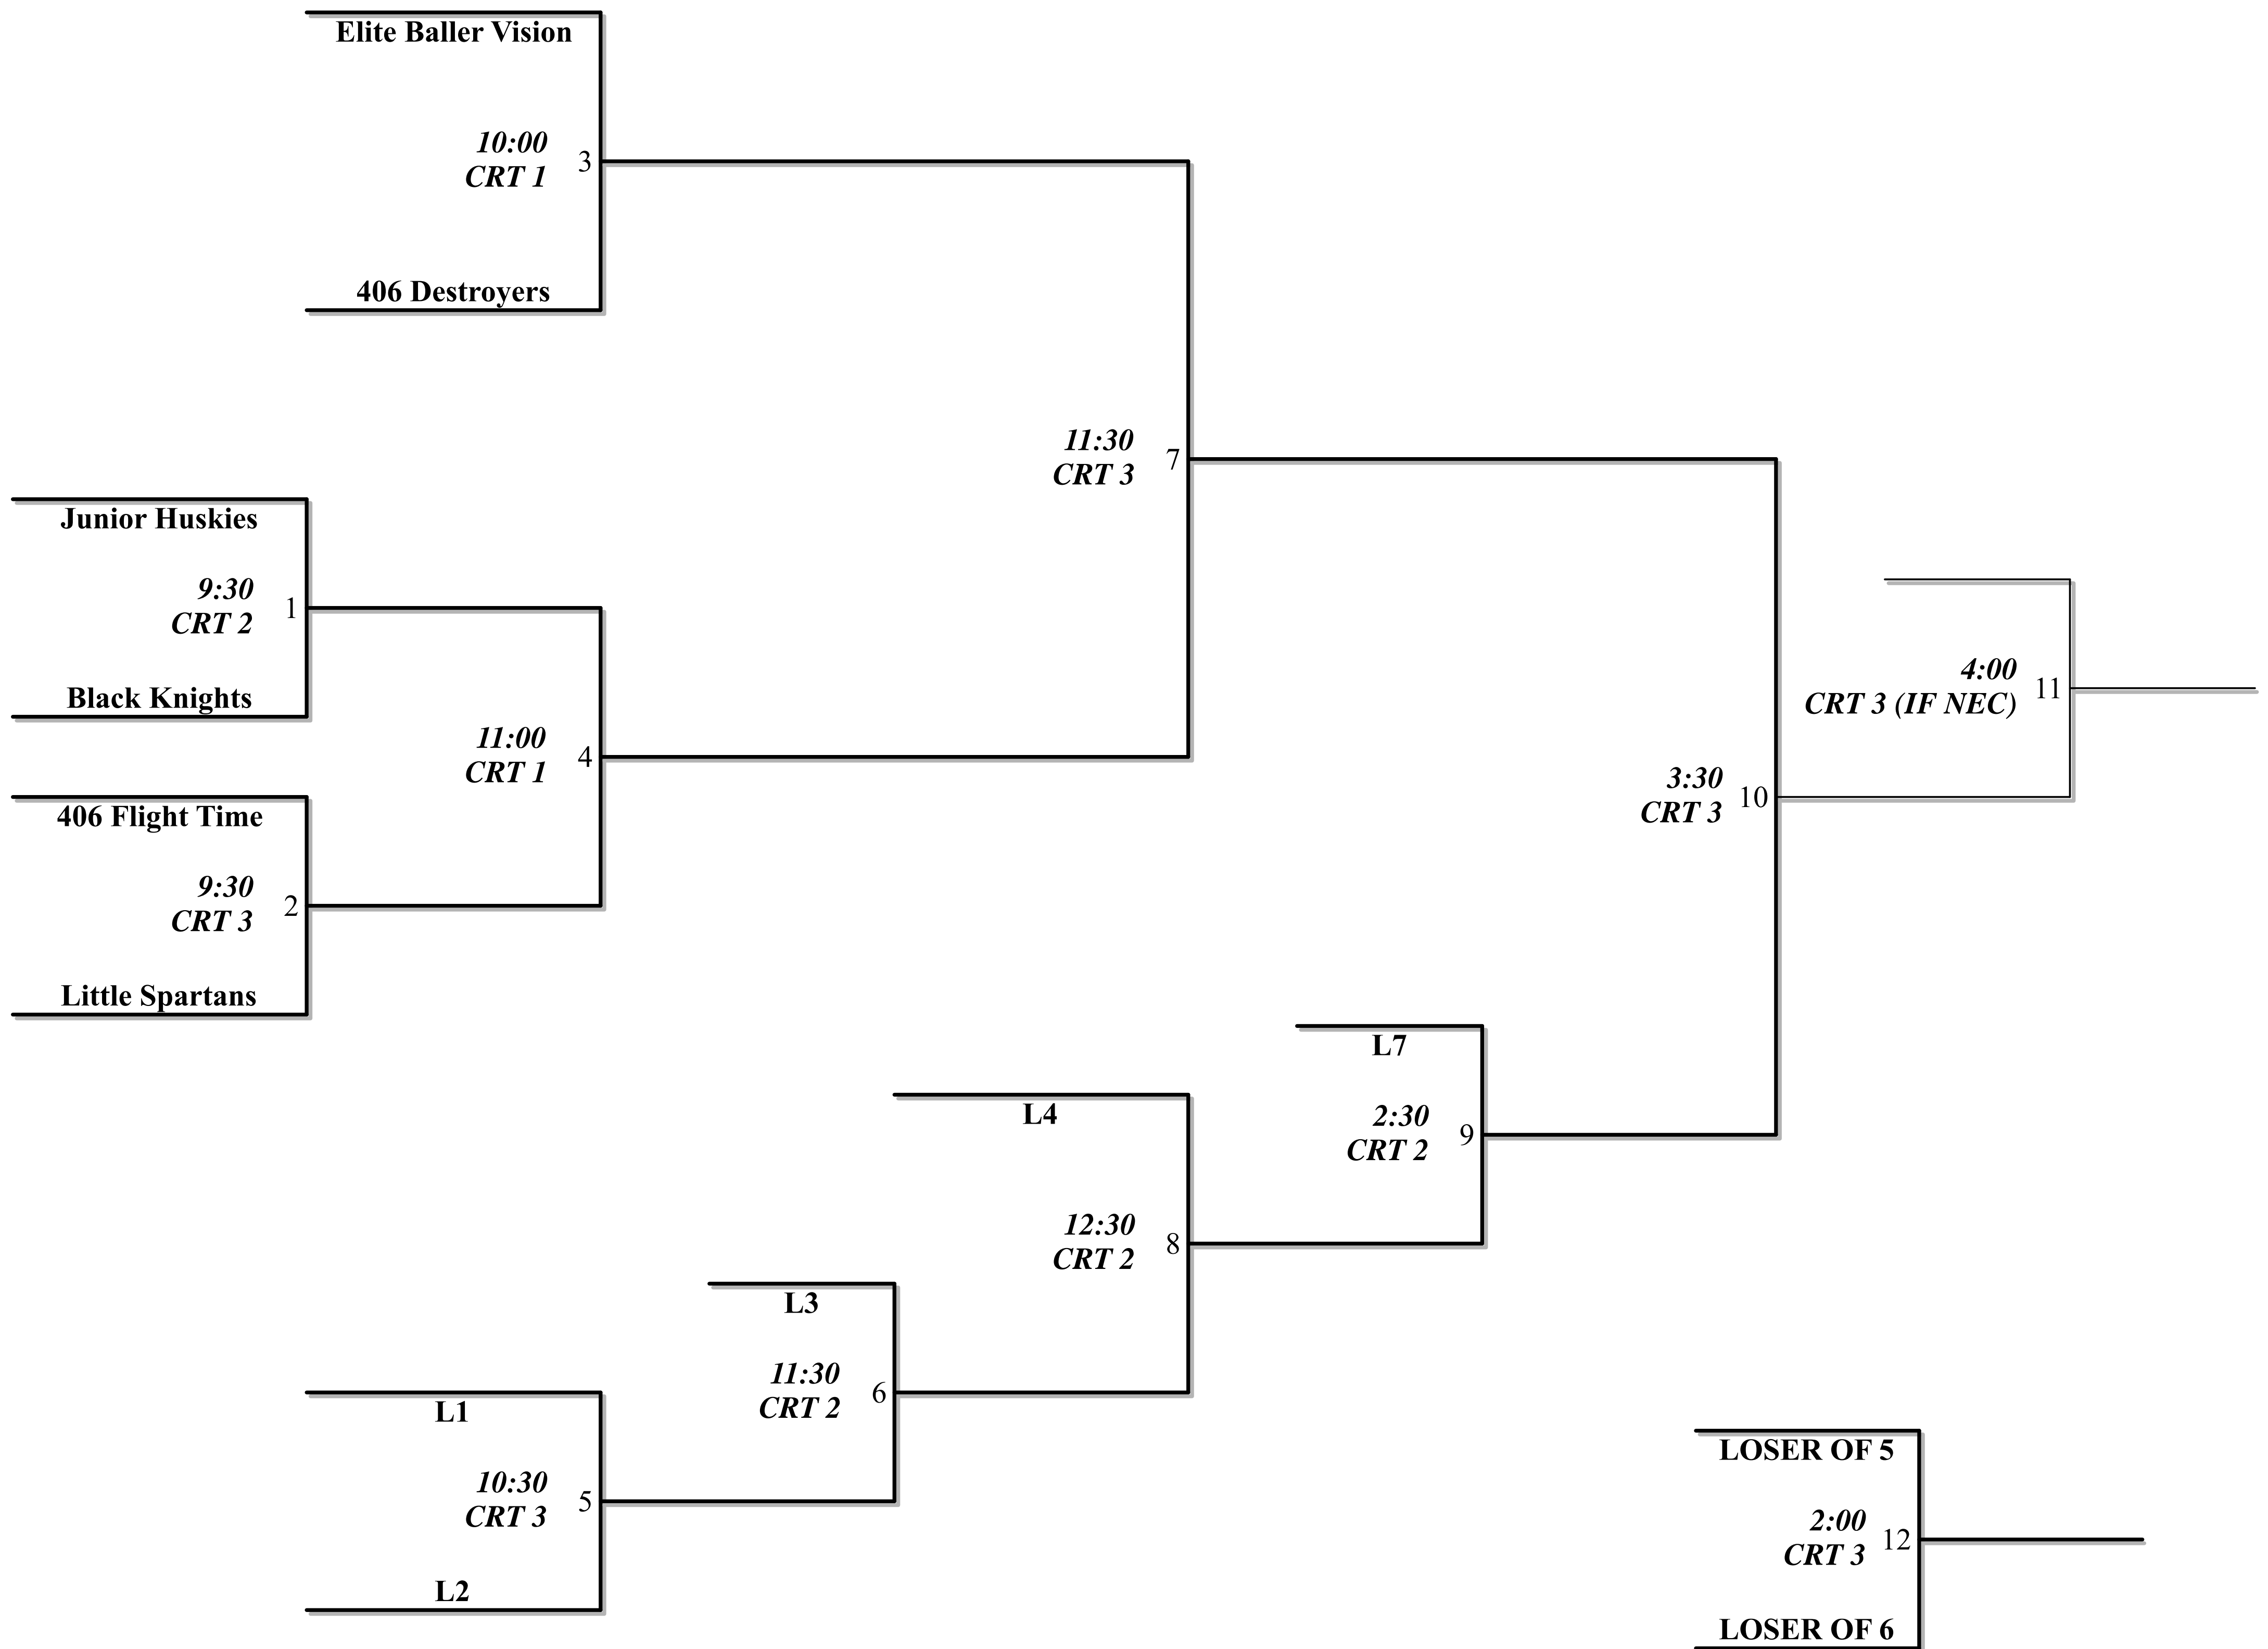 Elite Baller Vision
10:00
CRT 1
3
406 Destroyers
11:30
CRT 3
7
Junior Huskies
9:30
CRT 2
1
Black Knights
11:00
CRT 1
4
406 Flight Time
9:30
CRT 3
2
Little Spartans
4:00
CRT 3 (IF NEC)
11
3:30
CRT 3
10
L7
2:30
CRT 2
9
L4
12:30
CRT 2
8
L3
11:30
CRT 2
6
L1
10:30
CRT 3
5
L2
LOSER OF 5
2:00
CRT 3
12
LOSER OF 6